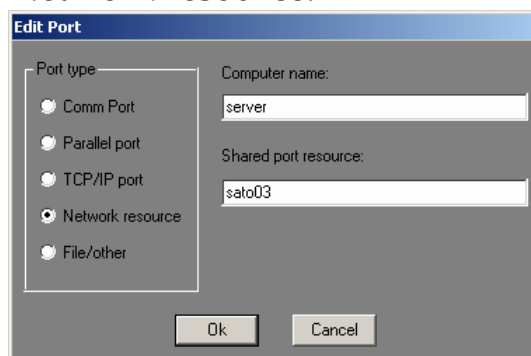 Edit Port
Port type
Comm Port
Parallel port
TCP/IP port
Network resource
File/other
Computer name:
server
Shared port resource:
sato03
Ok
Cancel